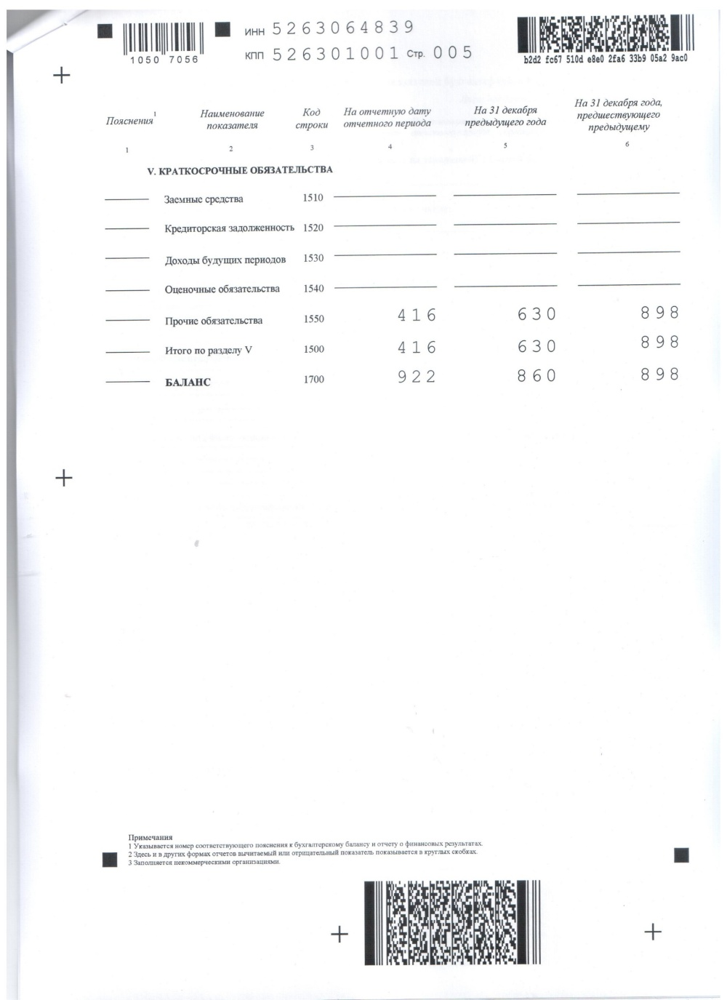 ИНН 5263064839
1050 7056
КПП 526301001 Стр. 005
b2d2 fc67 510d e8e0 2fa6 33b9 05a2 9ac0
Пояснения 1 Наименование показателя Код строки На отчетную дату отчетного периода На 31 декабря предыдущего года На 31 декабря года, предшествующего предыдущему
1 2 3 4 5 6
V. КРАТКОСРОЧНЫЕ ОБЯЗАТЕЛЬСТВА
Заемные средства 1510
Кредиторская задолженность 1520
Доходы будущих периодов 1530
Оценочные обязательства 1540
Прочие обязательства 1550 416 630 898
Итого по разделу V 1500 416 630 898
БАЛАНС 1700 922 860 898
Примечания
1 Указывается номер соответствующего пояснения к бухгалтерскому балансу и отчету о финансовых результатах.
2 Здесь и в других формах отчетов вычитаемый или отрицательный показатель показывается в круглых скобках.
3 Заполняется некоммерческими организациями.